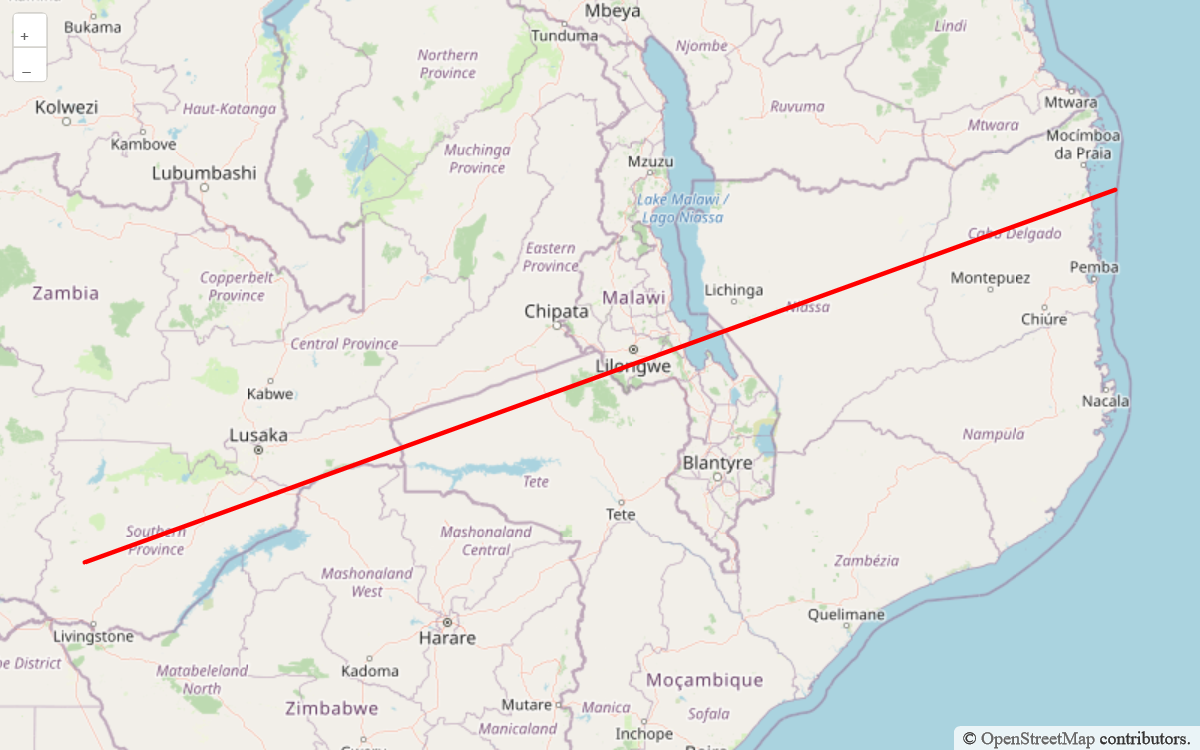 Mbeya
Bukama
Tunduma
Njombe
Lindi
+
–
Northern
Province
Kolwezi
Haut-Katanga
Ruvuma
Mtwara
Mtwara
Kambove
Mocímboa
da Praia
Muchinga
Province
Mzuzu
Lubumbashi
Lake Malawi /
Lago Niassa
Cabo Delgado
Eastern
Province
Pemba
Copperbelt
Province
Montepuez
Zambia
Malawi
Lichinga
Niassa
Chipata
Chiúre
Central Province
Lilongwe
Kabwe
Nacala
Lusaka
Nampula
Blantyre
Tete
Tete
Southern
Province
Mashonaland
Central
Zambézia
Mashonaland
West
Quelimane
Livingstone
Harare
Matabeleland
North
Kadoma
Moçambique
Zimbabwe
Mutare
Manica
Sofala
Manicaland
Inchope
© OpenStreetMap contributors.